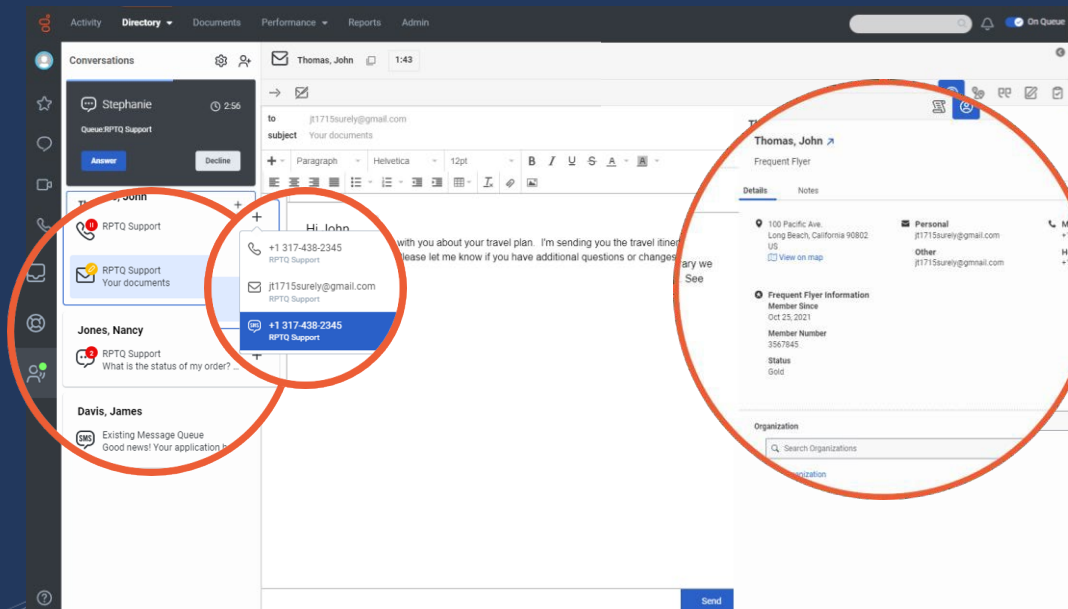 Activity Directory Documents Performance Reports Admin
On Queue
Conversations
Stephanie 2:56
Queue:RPTQ Support
Answer Decline
John
RPTQ Support
RPTQ Support
Your documents
Jones, Nancy
2
RPTQ Support
What is the status of my order? ...
Davis, James
SMS
Existing Message Queue
Good news! Your application
Thomas, John 1:43
to jt1715surely@gmail.com
subject Your documents
Paragraph Helvetica 12pt B I U S A A
Hi John
with you about your travel plan. I'm sending you the travel
Please let me know if you have additional questions or changes
ary we
See
+1 317-438-2345
RPTQ Support
jt1715surely@gmail.com
RPTQ Support
SMS
+1 317-438-2345
RPTQ Support
Send
Thomas, John
Frequent Flyer
Details Notes
100 Pacific Ave.
Long Beach, California 90802
US
View on map
Personal
jt1715surely@gmail.com
Other
jt1715surely@gmnail.com
Frequent Flyer Information
Member Since
Oct 25, 2021
Member Number
3567845
Status
Gold
Organization
Search Organizations